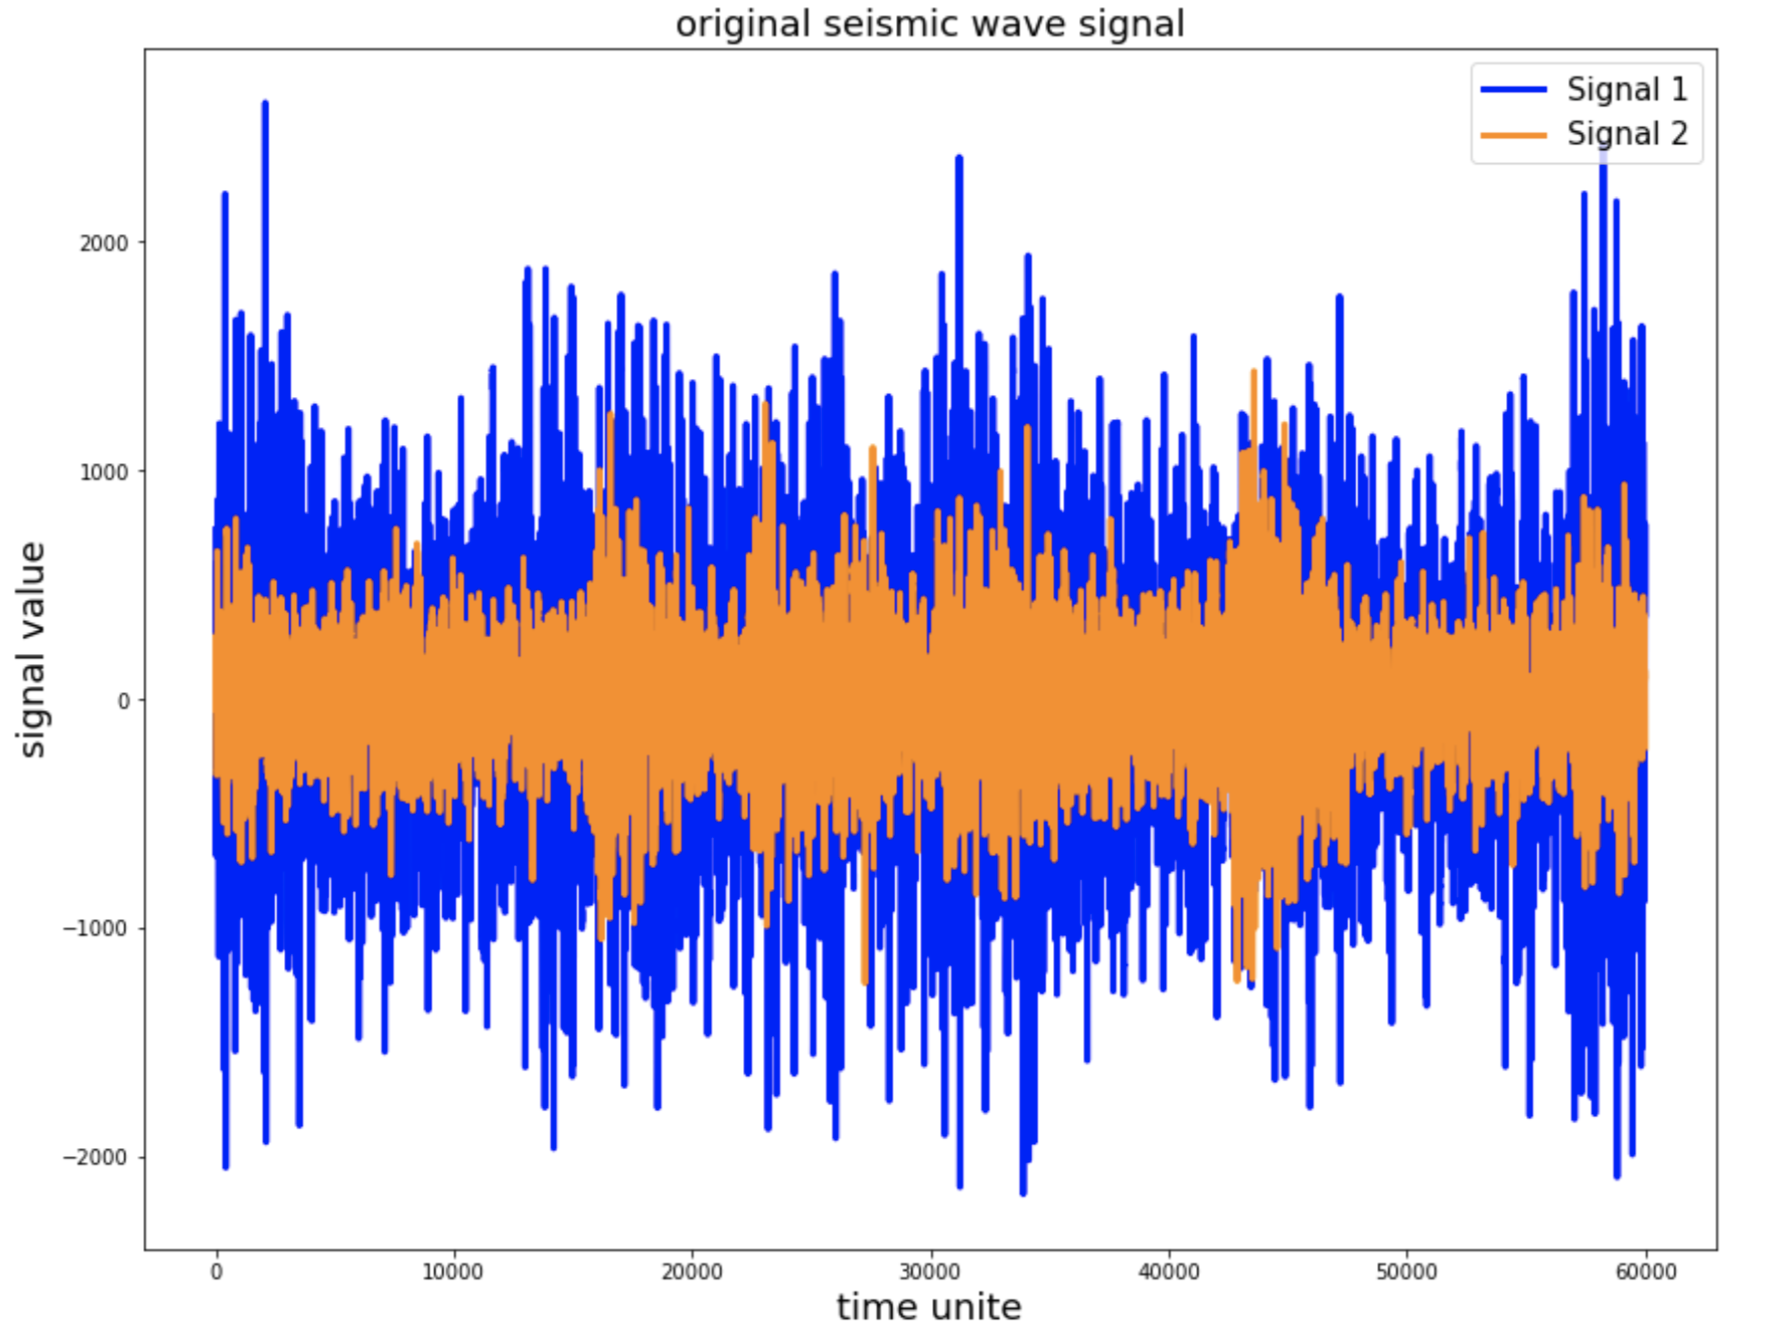 original seismic wave signal
Signal 1
Signal 2
2000
1000
0
−1000
−2000
signal value
0 10000 20000 30000 40000 50000 60000
time unite